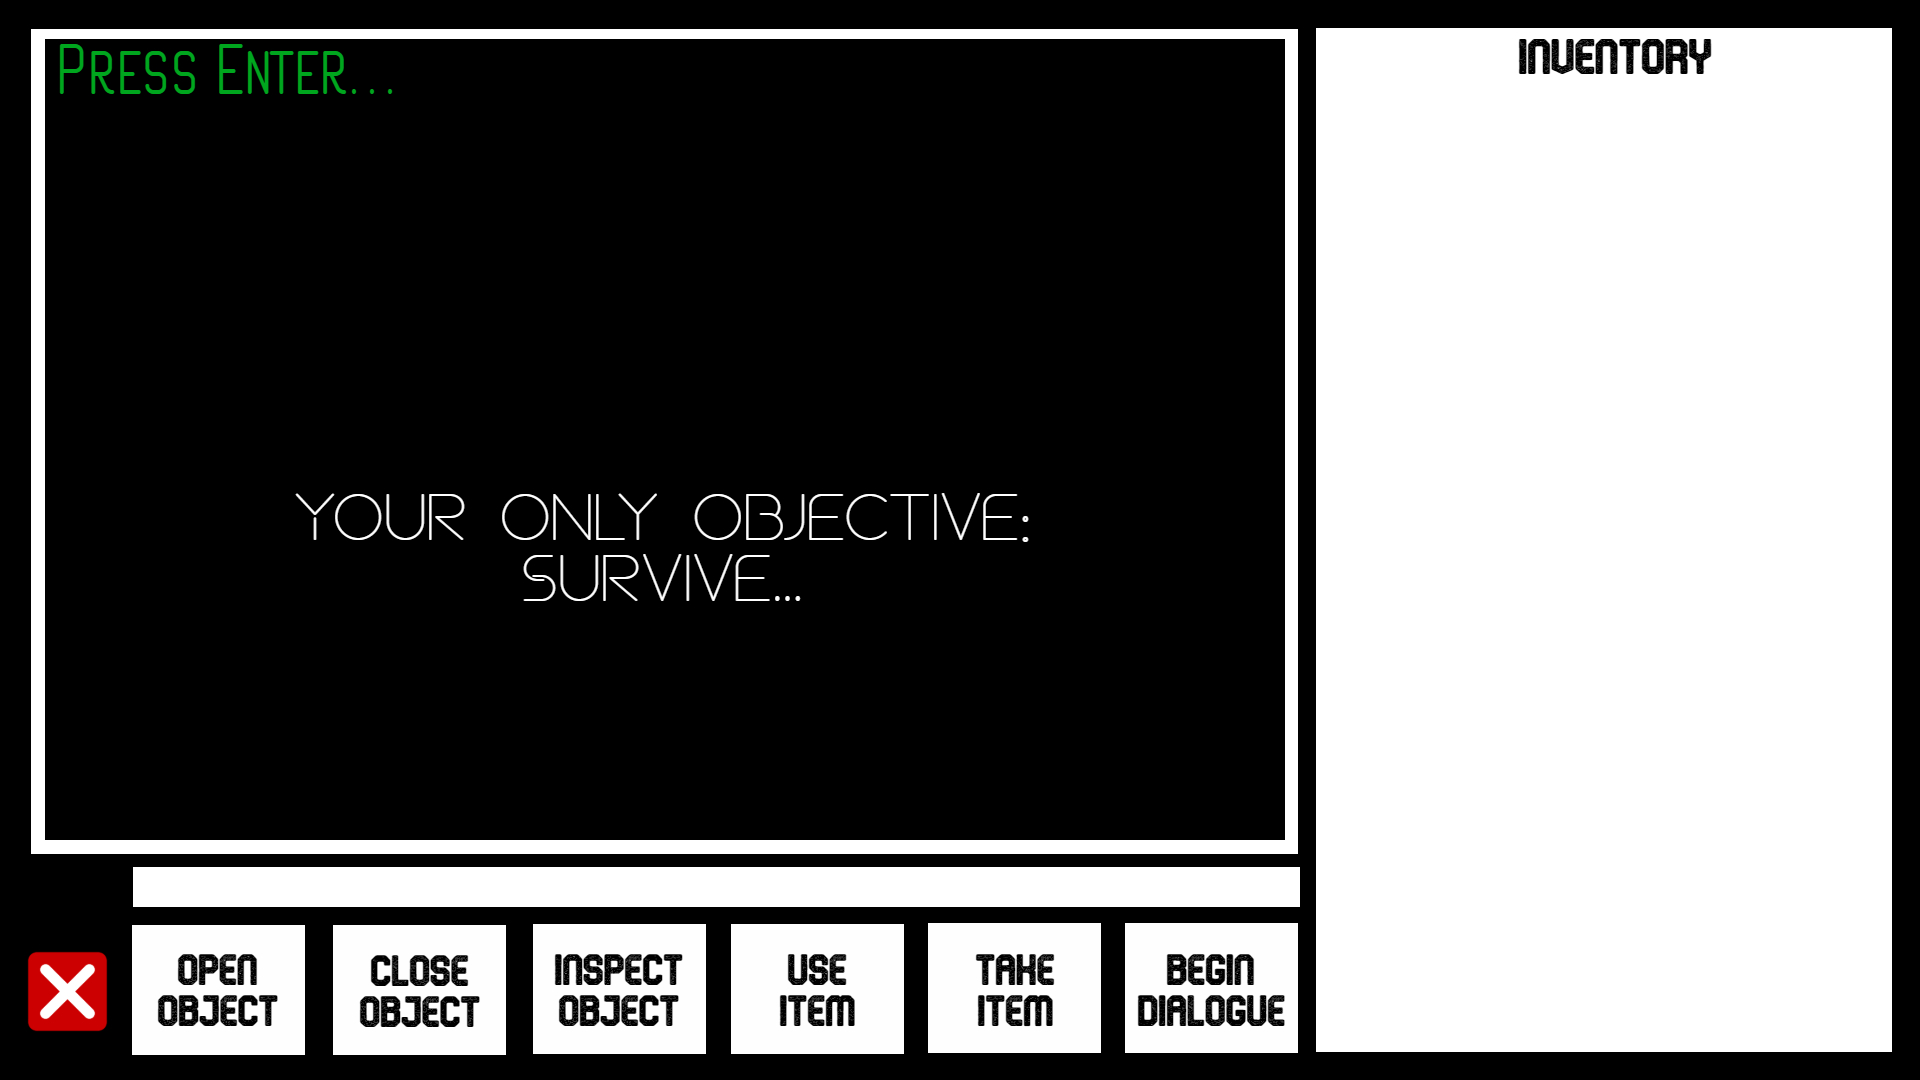 Press Enter...
INVENTORY
YOUR ONLY OBJECTIVE:
SURVIVE...
OPEN
OBJECT
CLOSE
OBJECT
INSPECT
OBJECT
USE
ITEM
TAKE
ITEM
BEGIN
DIALOGUE